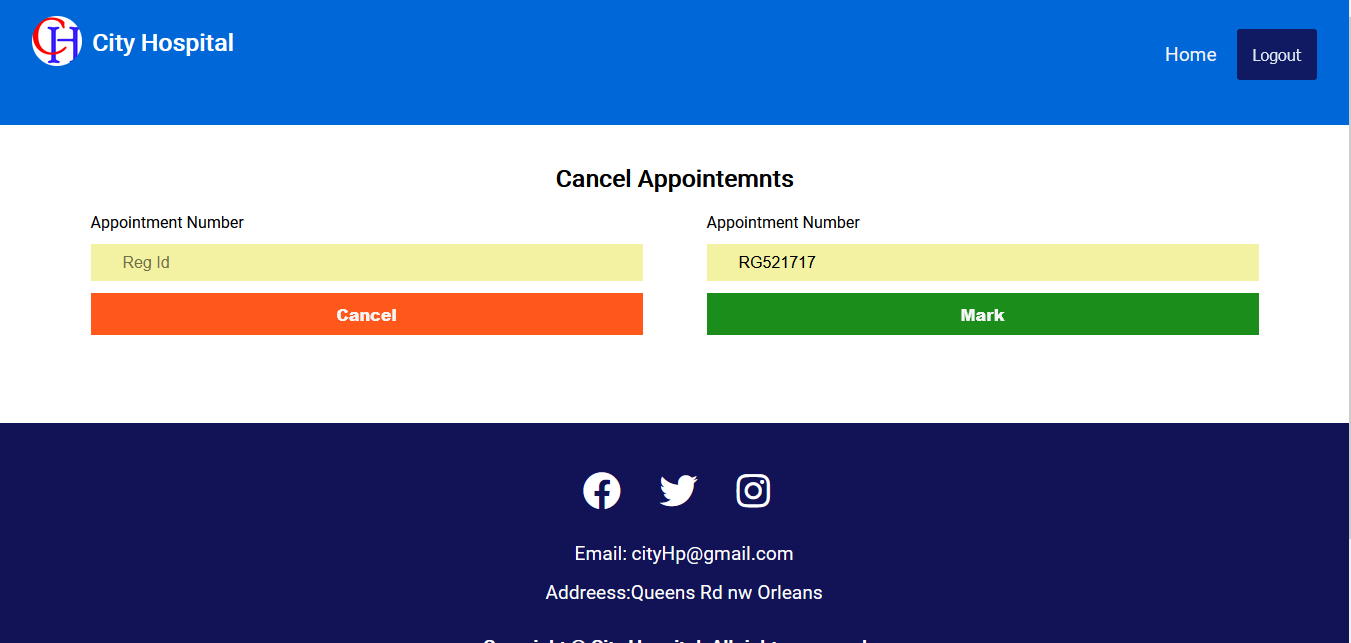 CH City Hospital
Home
Logout
Cancel Appointemnts
Appointment Number
Reg Id
Cancel
Appointment Number
RG521717
Mark
Email: cityHp@gmail.com
Addreess:Queens Rd nw Orleans